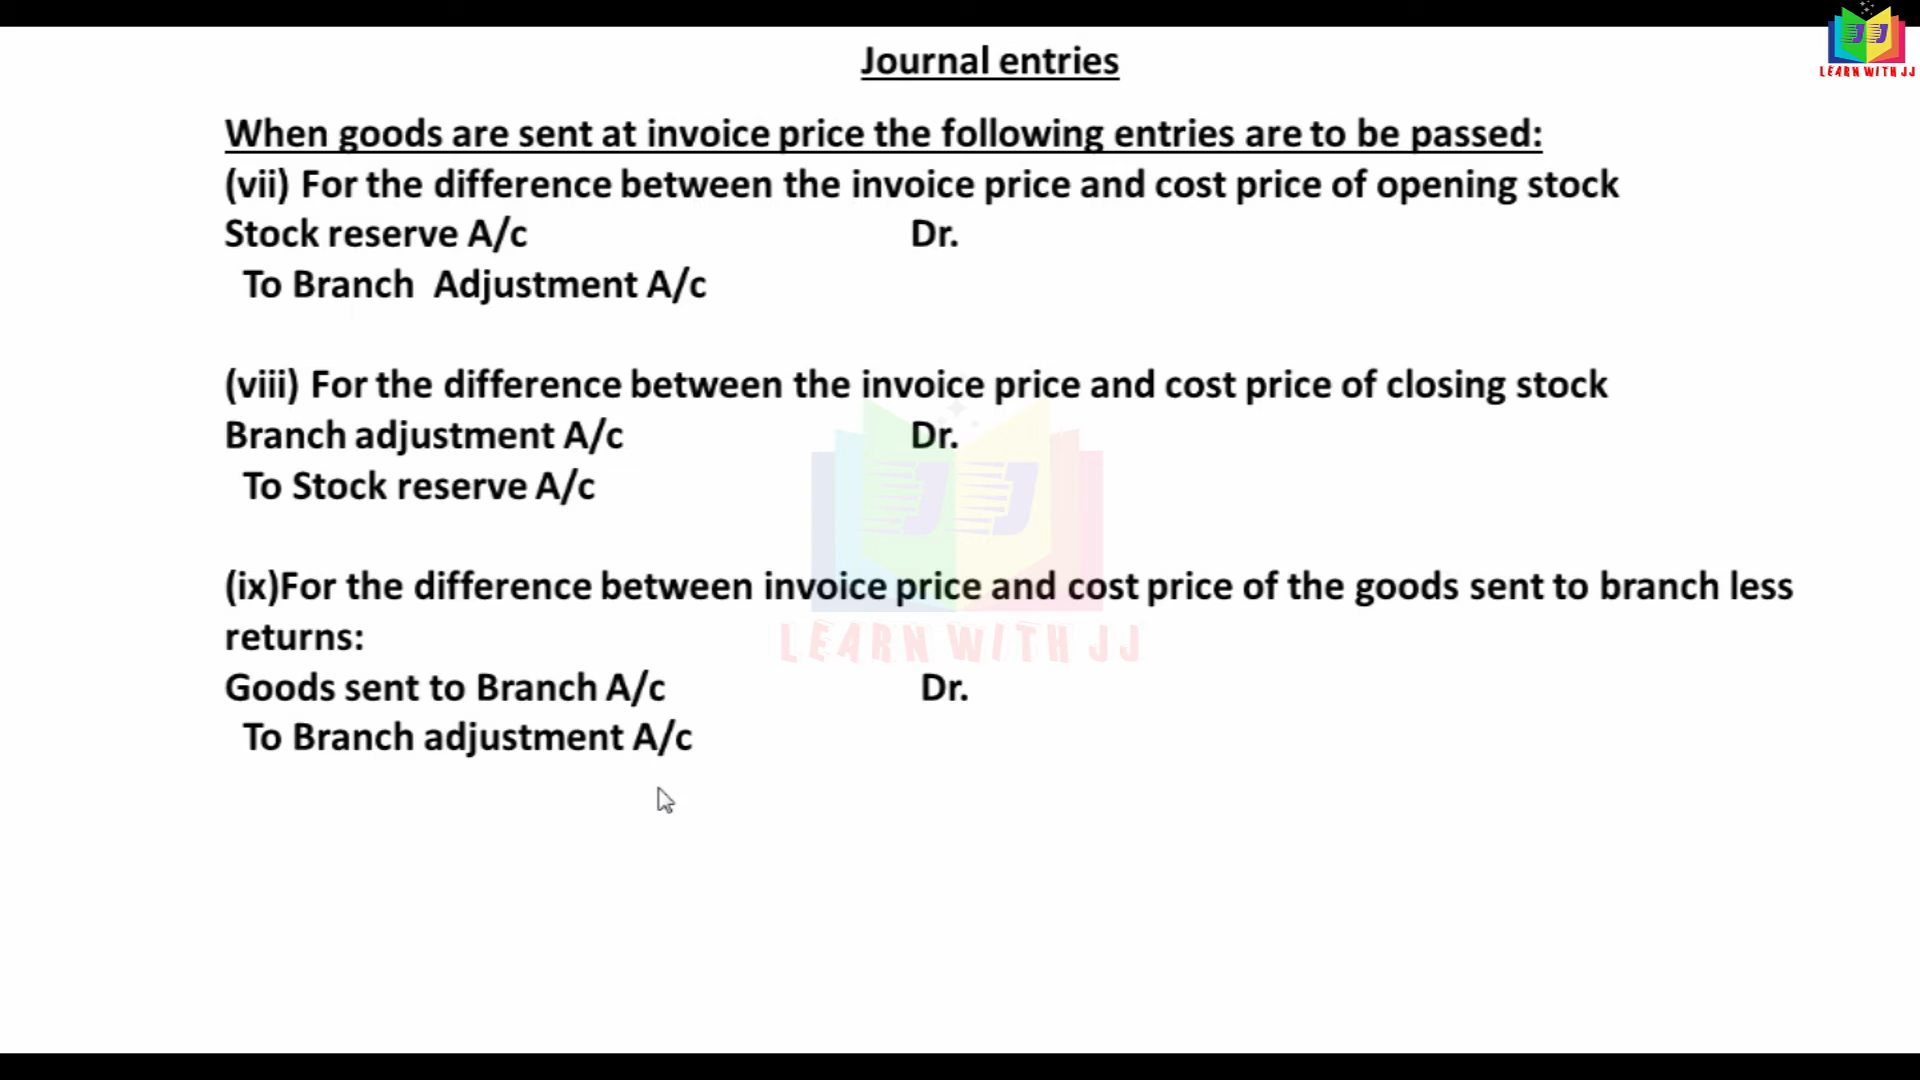 LEARN WITH JJ
Journal entries
When goods are sent at invoice price the following entries are to be passed:
(vii) For the difference between the invoice price and cost price of opening stock
Stock reserve A/c Dr.
To Branch Adjustment A/c
(viii) For the difference between the invoice price and cost price of closing stock
Branch adjustment A/c Dr.
To Stock reserve A/c
(ix)For the difference between invoice price and cost price of the goods sent to branch less
returns:
LEARN WITH JJ
Goods sent to Branch A/c Dr.
To Branch adjustment A/c